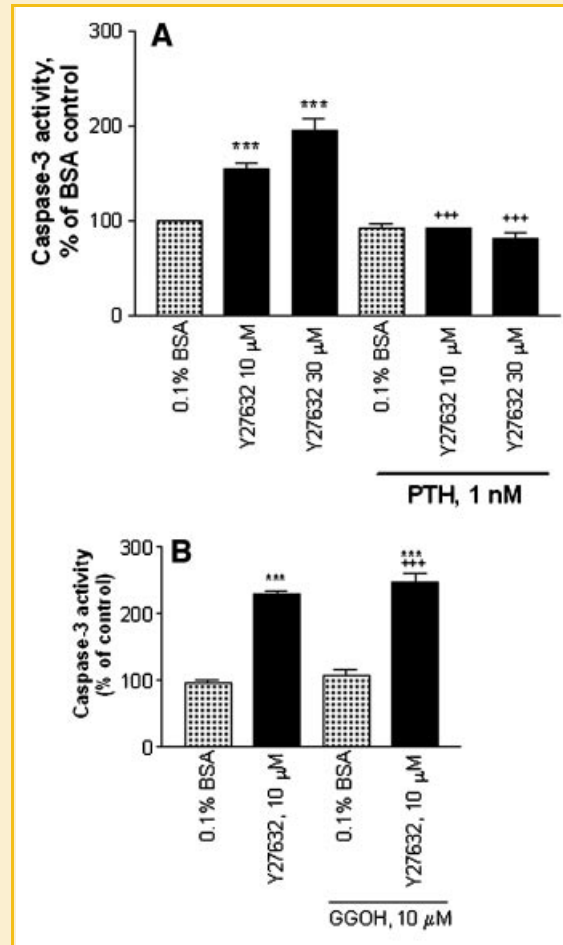 A
Caspase-3 activity,
% of BSA control
300
200
100
0
***
***
+++
+++
0.1% BSA
Y27632 10 µM
Y27632 30 µM
0.1% BSA
Y27632 10 µM
Y27632 30 µM
PTH, 1 nM
B
Caspase-3 activity
(% of control)
300
200
100
0
***
***
+++
0.1% BSA
Y27632, 10 µM
0.1% BSA
Y27632, 10 µM
GGOH, 10 µM